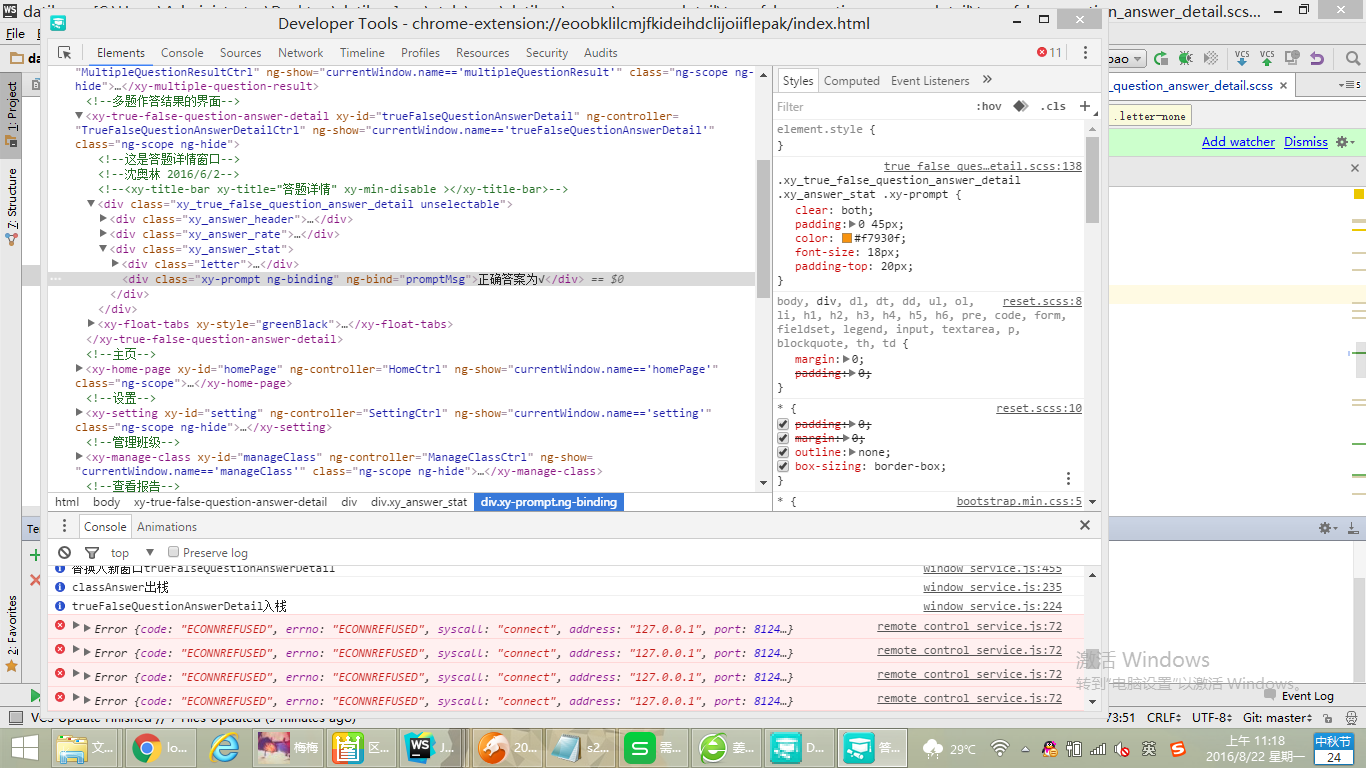 Developer Tools - chrome-extension://eoobklilcmjfkideihdclijoiiflepak/index.html
_question_answer_detail.scs...
File
Elements Console Sources Network Timeline Profiles Resources Security Audits 11
"MultipleQuestionResultCtrl" ng-show="currentWindow.name=='multipleQuestionResult'" class="ng-scope ng-
hide">…</xy-multiple-question-result>
<!--多题作答结果的界面-->
<xy-true-false-question-answer-detail xy-id="trueFalseQuestionAnswerDetail" ng-controller=
"TrueFalseQuestionAnswerDetailCtrl" ng-show="currentWindow.name=='trueFalseQuestionAnswerDetail'"
class="ng-scope ng-hide">
<!--这是答题详情窗口-->
<!--沈奥林 2016/6/2-->
<!--<xy-title-bar xy-title="答题详情" xy-min-disable ></xy-title-bar>-->
<div class="xy_true_false_question_answer_detail unselectable">
<div class="xy_answer_header">…</div>
<div class="xy_answer_rate">…</div>
<div class="xy_answer_stat">
<div class="letter">…</div>
<div class="xy-prompt ng-binding" ng-bind="promptMsg">正确答案为√</div> == $0
</div>
</div>
<xy-float-tabs xy-style="greenBlack">…</xy-float-tabs>
</xy-true-false-question-answer-detail>
<!--主页-->
<xy-home-page xy-id="homePage" ng-controller="HomeCtrl" ng-show="currentWindow.name=='homePage'"
class="ng-scope">…</xy-home-page>
<!--设置-->
<xy-setting xy-id="setting" ng-controller="SettingCtrl" ng-show="currentWindow.name=='setting'"
class="ng-scope ng-hide">…</xy-setting>
<!--管理班级-->
<xy-manage-class xy-id="manageClass" ng-controller="ManageClassCtrl" ng-show=
"currentWindow.name=='manageClass'" class="ng-scope ng-hide">…</xy-manage-class>
<!--查看报告-->
html body xy-true-false-question-answer-detail div div.xy_answer_stat div.xy-prompt.ng-binding
Styles Computed Event Listeners »
Filter :hov .cls +
element.style {
}
true false ques…etail.scss:138
.xy_true_false_question_answer_detail
.xy_answer_stat .xy-prompt {
clear: both;
padding: 0 45px;
color: #f7930f;
font-size: 18px;
padding-top: 20px;
}
body, div, dl, dt, dd, ul, ol, reset.scss:8
li, h1, h2, h3, h4, h5, h6, pre, code, form,
fieldset, legend, input, textarea, p,
blockquote, th, td {
margin: 0;
padding: 0;
}
* { reset.scss:10
padding: 0;
margin: 0;
outline: none;
box-sizing: border-box;
}
* { bootstrap.min.css:5
Console Animations
top Preserve log
替换入新窗口trueFalseQuestionAnswerDetail window service.js:455
classAnswer出栈 window service.js:235
trueFalseQuestionAnswerDetail入栈 window service.js:224
Error {code: "ECONNREFUSED", errno: "ECONNREFUSED", syscall: "connect", address: "127.0.0.1", port: 8124…} remote control service.js:72
Error {code: "ECONNREFUSED", errno: "ECONNREFUSED", syscall: "connect", address: "127.0.0.1", port: 8124…} remote control service.js:72
Error {code: "ECONNREFUSED", errno: "ECONNREFUSED", syscall: "connect", address: "127.0.0.1", port: 8124…} remote control service.js:72
Error {code: "ECONNREFUSED", errno: "ECONNREFUSED", syscall: "connect", address: "127.0.0.1", port: 8124…} remote control service.js:72
1: Project
7: Structure
2: Favorites
VCS VCS
_question_answer_detail.scss
.letter—none
Add watcher Dismiss
激活 Windows
转到"电脑设置"以激活 Windows。
Event Log
VCS Update Finished // 7 Files Updated (5 minutes ago)
73:51 CRLF UTF-8 Git: master
文... lo... 梅梅 区... J... 20... s2... 需... 姜... D... 答...
29℃
英
上午 11:18
2016/8/22 星期一
中秋节
24